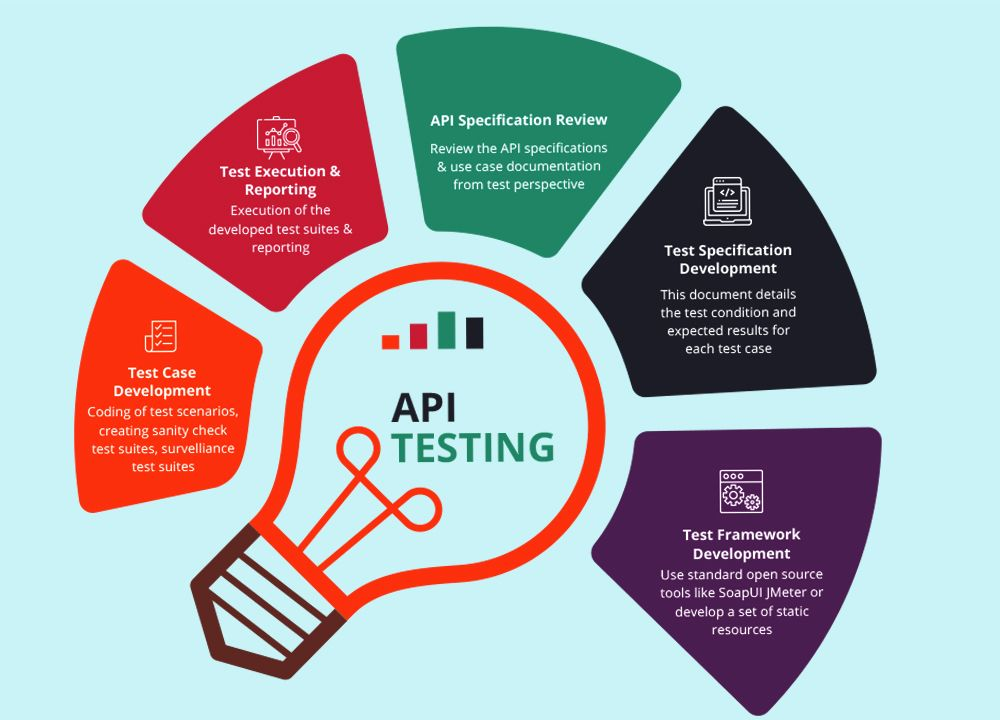 API Specification Review
Review the API specifications
& use case documentation
from test perspective
Test Execution &
Reporting
Execution of the
developed test suites &
reporting
Test Specification
Development
This document details
the test condition and
expected results for
each test case
Test Case
Development
Coding of test scenarios,
creating sanity check
test suites, survelliance
test suites
API
TESTING
Test Framework
Development
Use standard open source
tools like SoapUI JMeter or
develop a set of static
resources